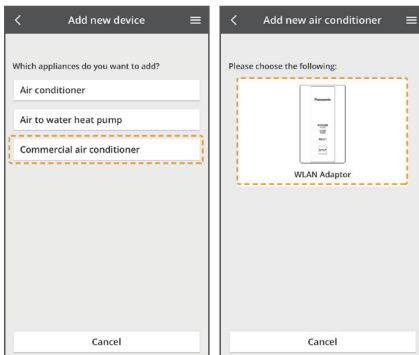 Add new device
Which appliances do you want to add?
Air conditioner
Air to water heat pump
Commercial air conditioner
Cancel
Add new air conditioner
Please choose the following:
Panasonic
WLAN Adaptor
Cancel